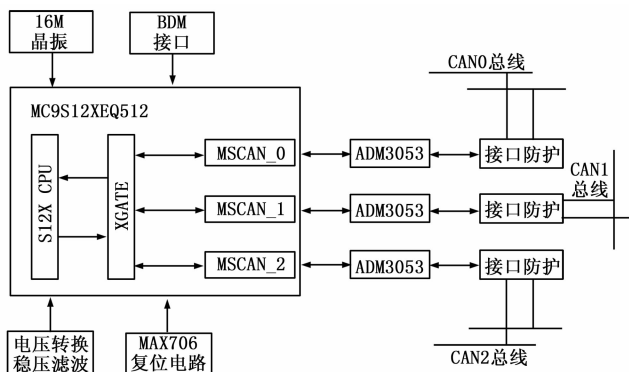 16M
晶振
BDM
接口
CAN0总线
MC9S12XEQ512
S12X CPU
XGATE
MSCAN_0
ADM3053
接口防护
CAN1
总线
MSCAN_1
ADM3053
接口防护
MSCAN_2
ADM3053
接口防护
电压转换
稳压滤波
MAX706
复位电路
CAN2总线